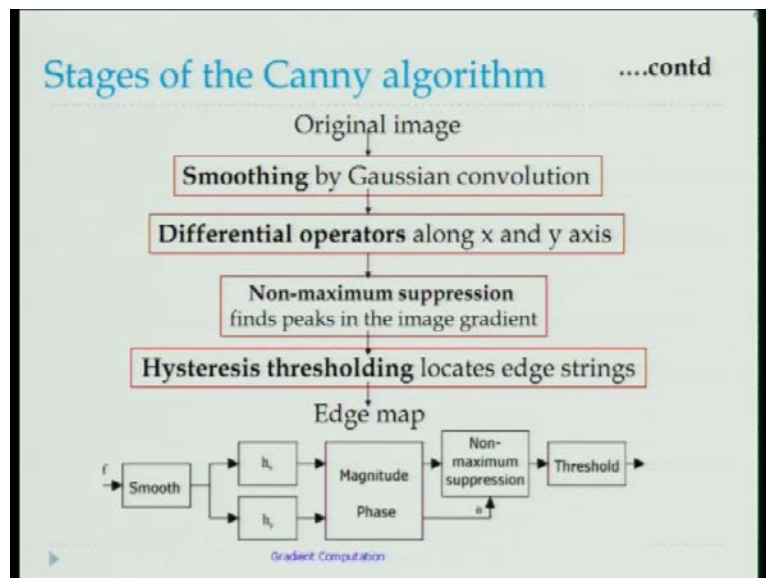 Stages of the Canny algorithm
....contd
Original image
Smoothing by Gaussian convolution
Differential operators along x and y axis
Non-maximum suppression
finds peaks in the image gradient
Hysteresis thresholding locates edge strings
Edge map
f
Smooth
h
h
Magnitude
Phase
Non-
maximum
suppression
Threshold
Gradient Computation